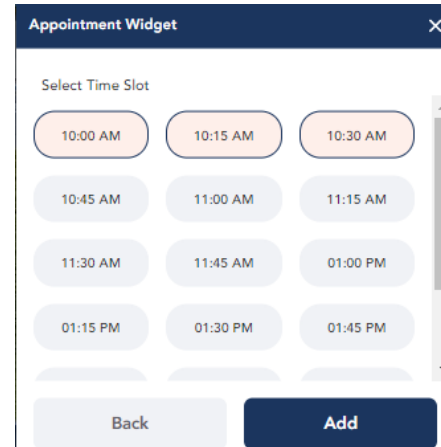 Appointment Widget
Select Time Slot
10:00 AM 10:15 AM 10:30 AM
10:45 AM 11:00 AM 11:15 AM
11:30 AM 11:45 AM 01:00 PM
01:15 PM 01:30 PM 01:45 PM
Back Add